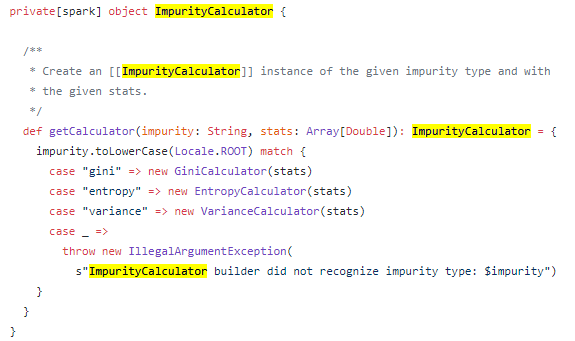 private[spark] object ImpurityCalculator {

  /**
   * Create an [[ImpurityCalculator]] instance of the given impurity type and with
   * the given stats.
   */
  def getCalculator(impurity: String, stats: Array[Double]): ImpurityCalculator = {
    impurity.toLowerCase(Locale.ROOT) match {
      case "gini" => new GiniCalculator(stats)
      case "entropy" => new EntropyCalculator(stats)
      case "variance" => new VarianceCalculator(stats)
      case _ =>
        throw new IllegalArgumentException(
          s"ImpurityCalculator builder did not recognize impurity type: $impurity")
    }
  }
}